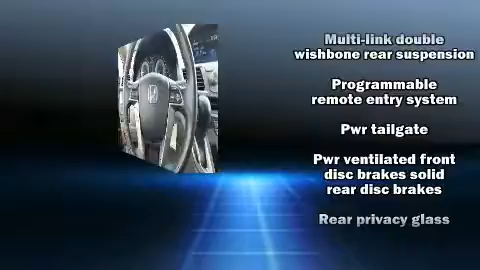 Multi-link double
wishbone rear suspension
Programmable
remote entry system
Pwr tailgate
Pwr ventilated front
disc brakes solid
rear disc brakes
Rear privacy glass